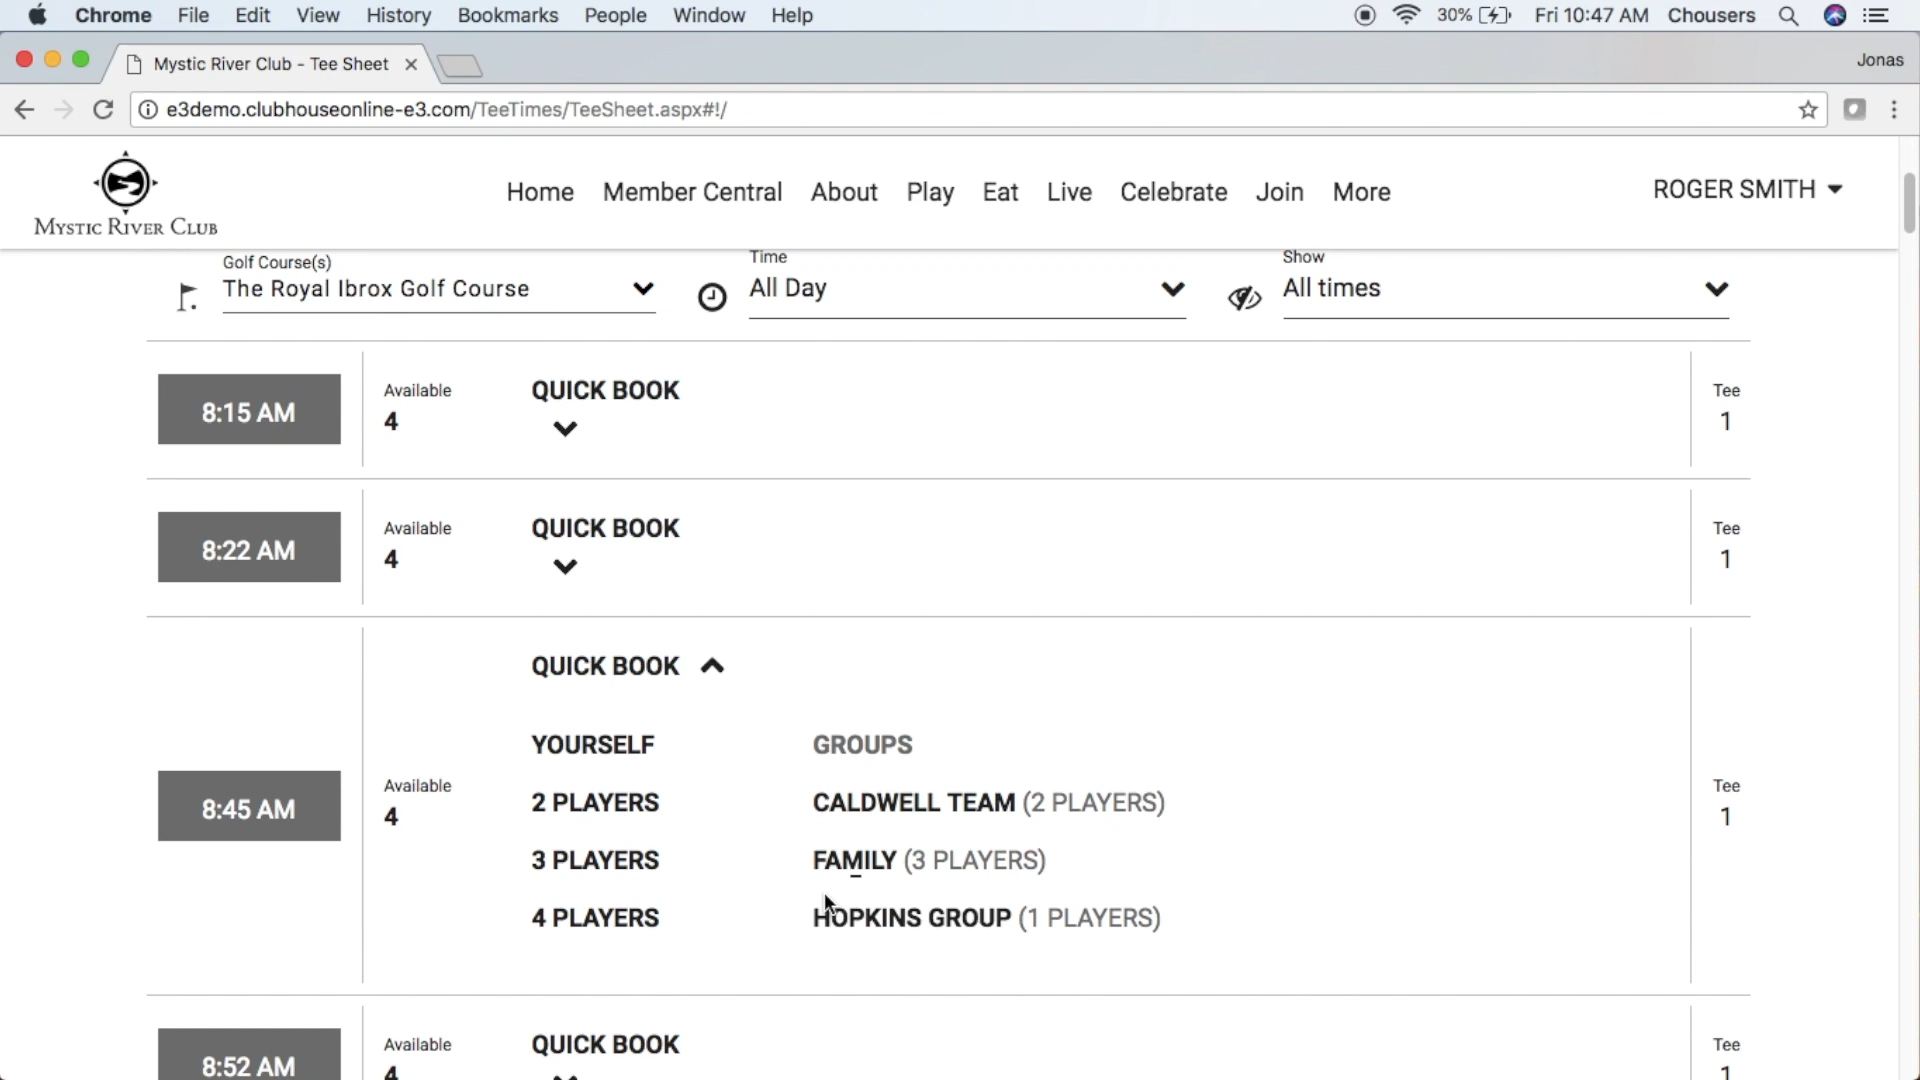 Chrome File Edit View History Bookmarks People Window Help 30% Fri 10:47 AM Chousers
Mystic River Club - Tee Sheet Jonas
e3demo.clubhouseonline-e3.com/TeeTimes/TeeSheet.aspx#!/
MYSTIC RIVER CLUB
Home Member Central About Play Eat Live Celebrate Join More ROGER SMITH
Golf Course(s) Time Show
The Royal Ibrox Golf Course All Day All times
8:15 AM Available QUICK BOOK Tee
4 1
8:22 AM Available QUICK BOOK Tee
4 1
QUICK BOOK
YOURSELF GROUPS
8:45 AM Available 2 PLAYERS CALDWELL TEAM (2 PLAYERS) Tee
4 1
3 PLAYERS FAMILY (3 PLAYERS)
4 PLAYERS HOPKINS GROUP (1 PLAYERS)
8:52 AM Available QUICK BOOK Tee
4 1